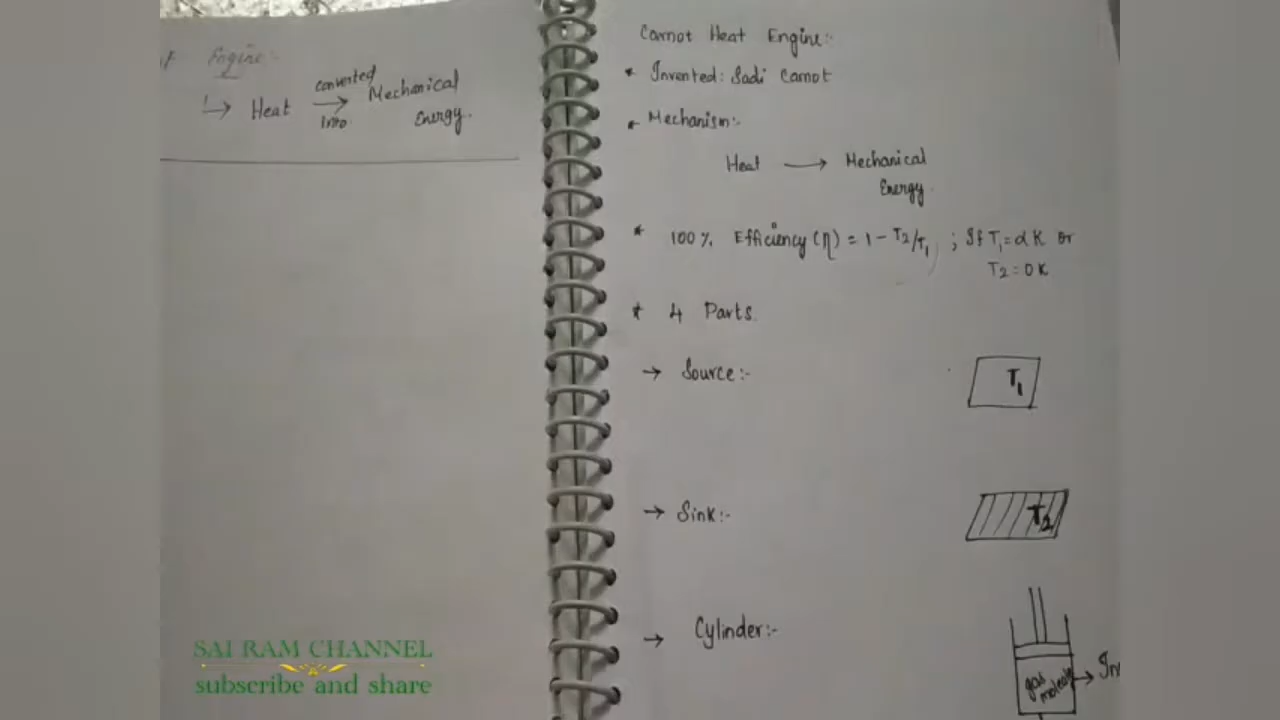 Engine:-
↳ Heat converted → into Mechanical
Energy.
Carnot Heat Engine:-
* Invented: Sadi Carnot
* Mechanism:-
Heat → Mechanical
Energy.
* 100% Efficiency (η) = 1 - T2/T1 ; If T1 = α K or
T2 = 0 K
* 4 Parts.
→ Source:-
T1
→ Sink:-
T2
→ Cylinder:-
gas
molecule
SAI RAM CHANNEL
subscribe and share